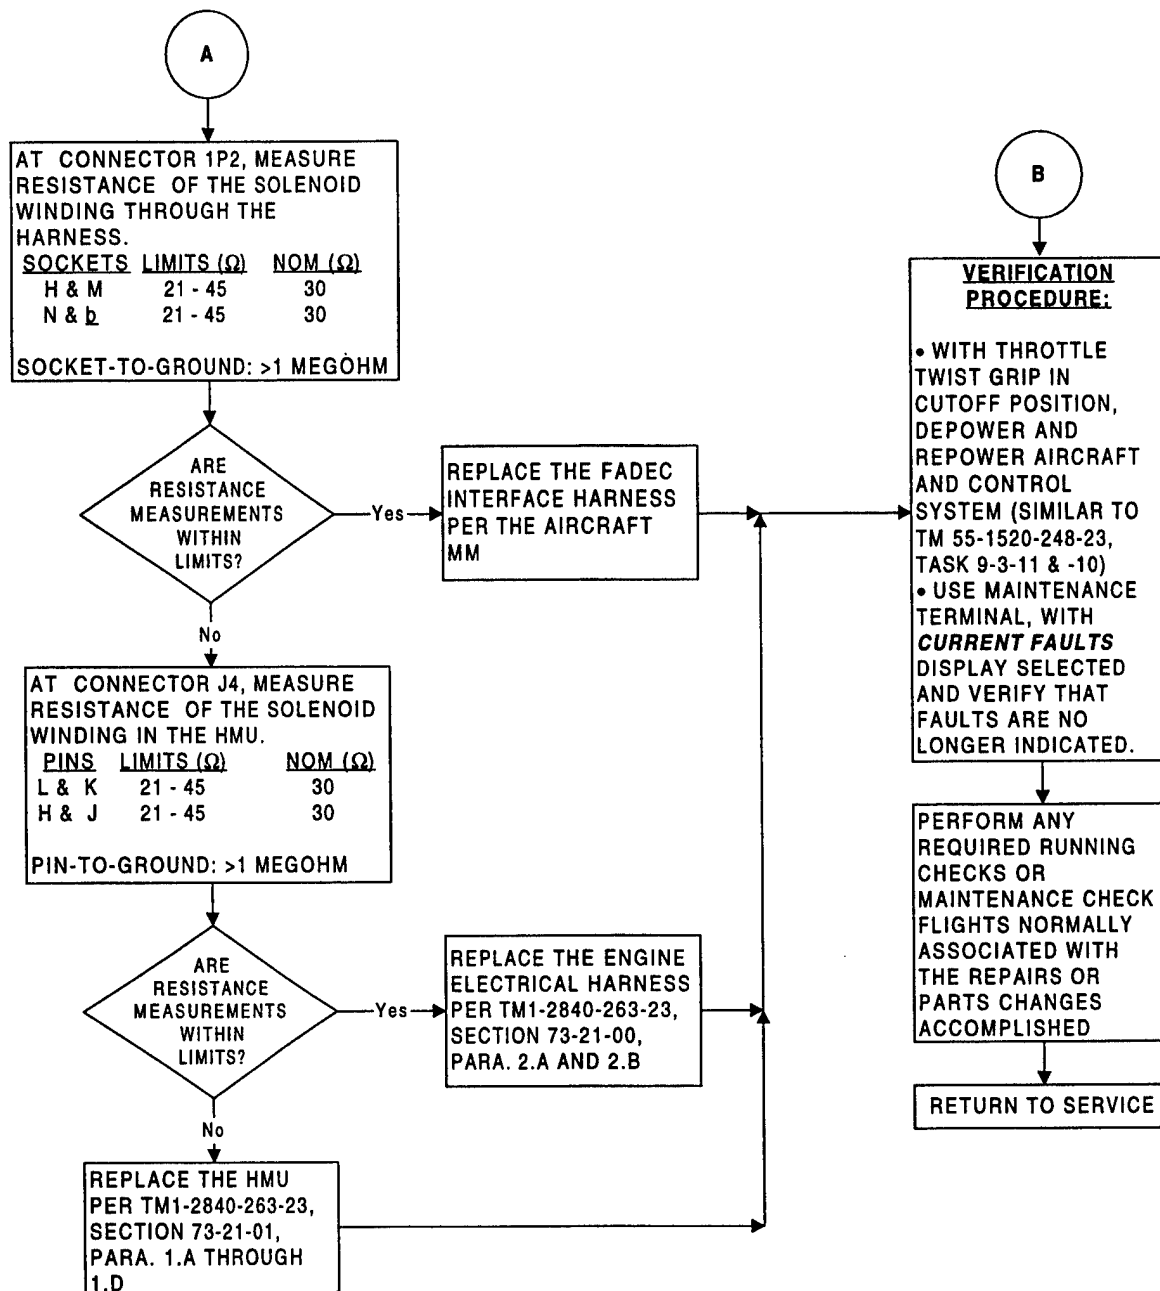 A
AT CONNECTOR 1P2, MEASURE
RESISTANCE OF THE SOLENOID
WINDING THROUGH THE
HARNESS.
SOCKETS LIMITS (Ω) NOM (Ω)
H & M 21 - 45 30
N & b 21 - 45 30
SOCKET-TO-GROUND: >1 MEGOHM
ARE
RESISTANCE
MEASUREMENTS
WITHIN
LIMITS?
Yes
REPLACE THE FADEC
INTERFACE HARNESS
PER THE AIRCRAFT
MM
No
AT CONNECTOR J4, MEASURE
RESISTANCE OF THE SOLENOID
WINDING IN THE HMU.
PINS LIMITS (Ω) NOM (Ω)
L & K 21 - 45 30
H & J 21 - 45 30
PIN-TO-GROUND: >1 MEGOHM
ARE
RESISTANCE
MEASUREMENTS
WITHIN
LIMITS?
Yes
REPLACE THE ENGINE
ELECTRICAL HARNESS
PER TM1-2840-263-23,
SECTION 73-21-00,
PARA. 2.A AND 2.B
No
REPLACE THE HMU
PER TM1-2840-263-23,
SECTION 73-21-01,
PARA. 1.A THROUGH
1.D
B
VERIFICATION
PROCEDURE:
• WITH THROTTLE
TWIST GRIP IN
CUTOFF POSITION,
DEPOWER AND
REPOWER AIRCRAFT
AND CONTROL
SYSTEM (SIMILAR TO
TM 55-1520-248-23,
TASK 9-3-11 & -10)
• USE MAINTENANCE
TERMINAL, WITH
CURRENT FAULTS
DISPLAY SELECTED
AND VERIFY THAT
FAULTS ARE NO
LONGER INDICATED.
PERFORM ANY
REQUIRED RUNNING
CHECKS OR
MAINTENANCE CHECK
FLIGHTS NORMALLY
ASSOCIATED WITH
THE REPAIRS OR
PARTS CHANGES
ACCOMPLISHED
RETURN TO SERVICE